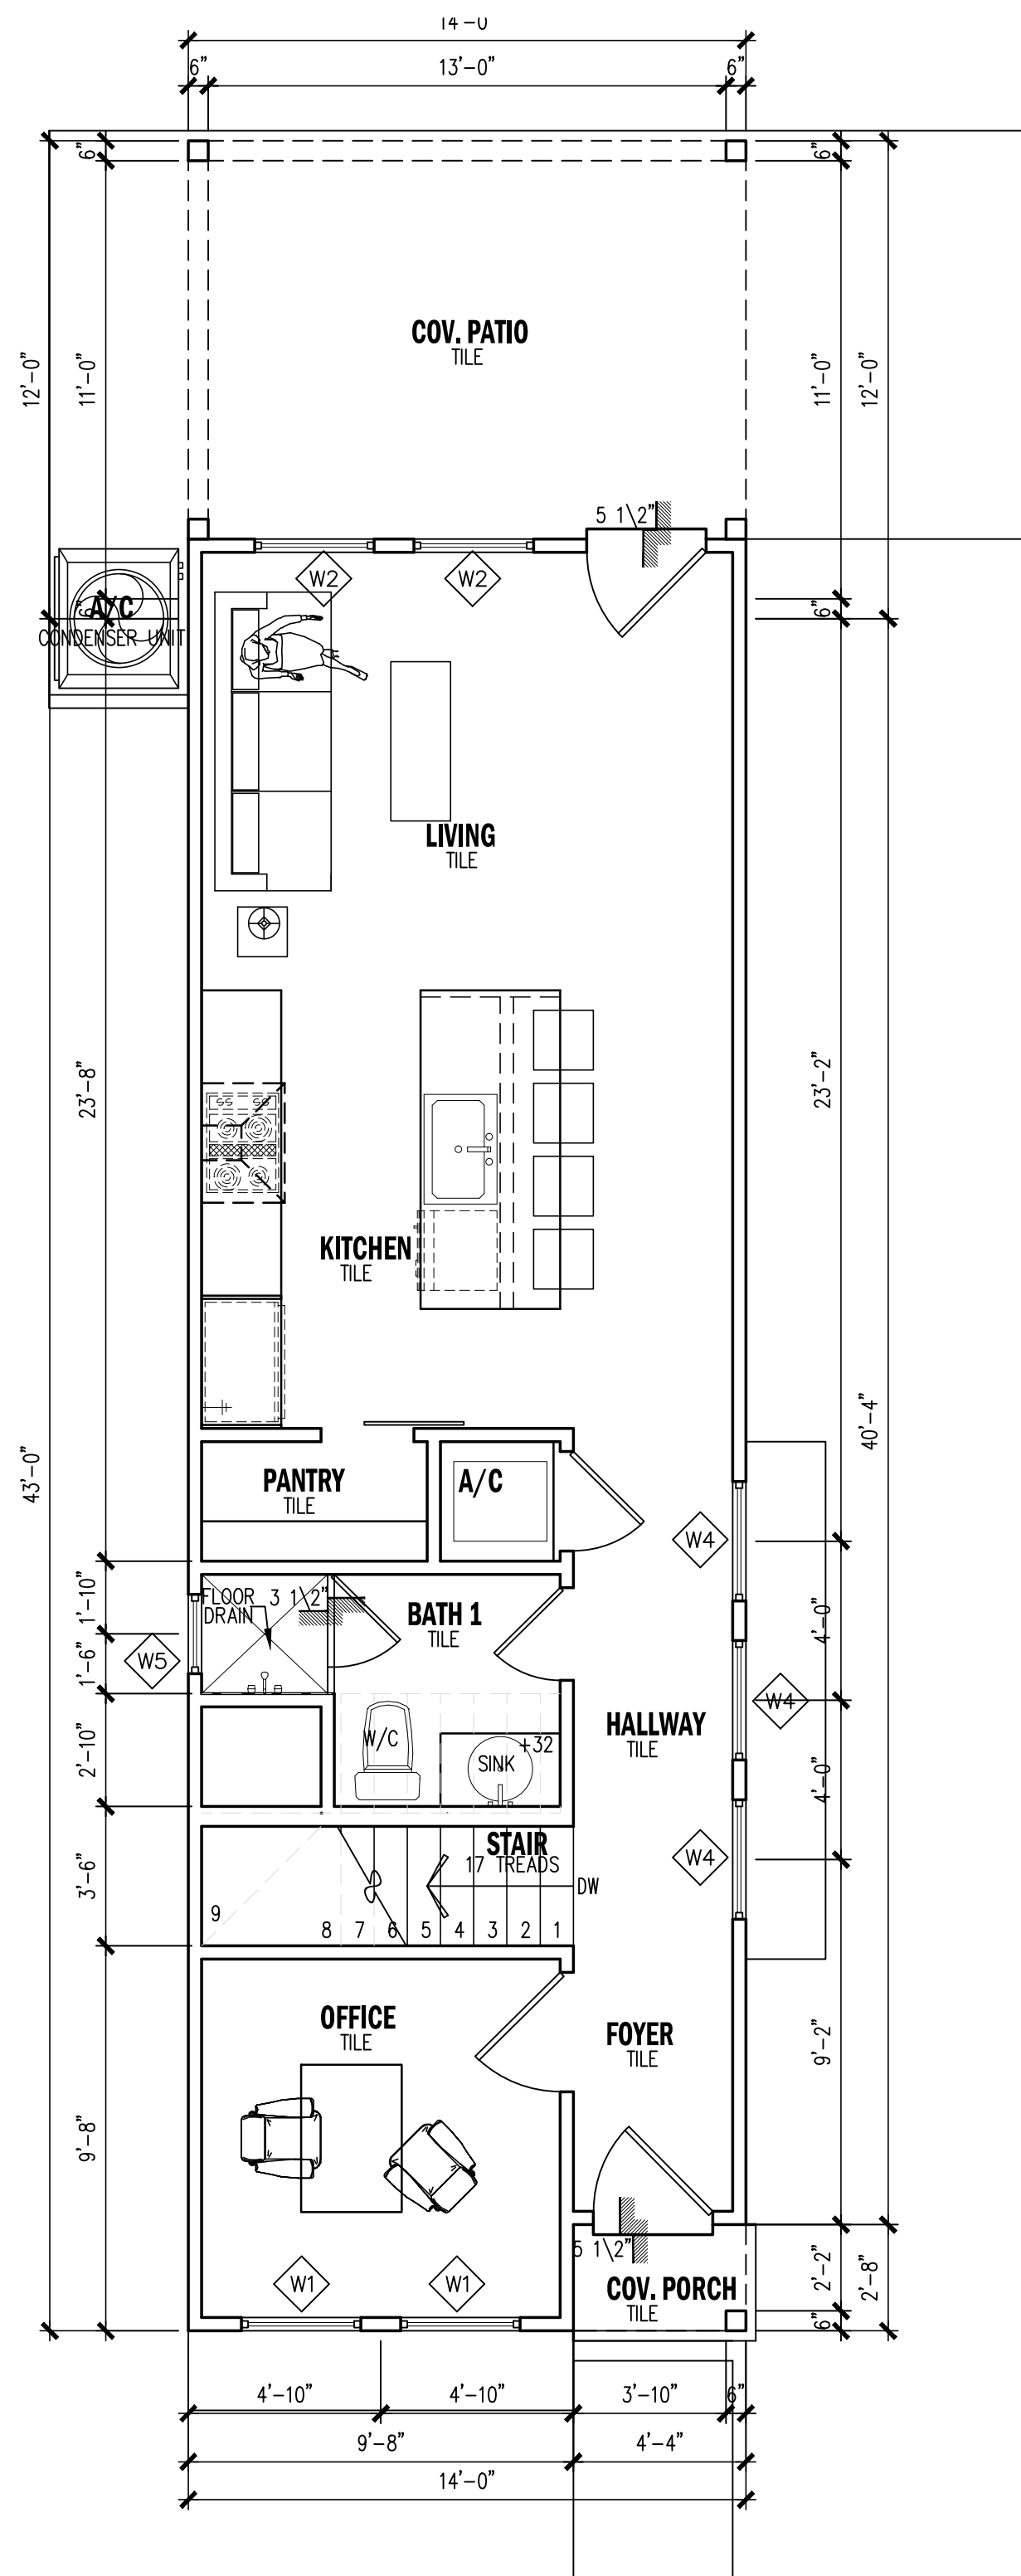 14'-0
6" 13'-0" 6"
6" 6"
COV. PATIO
TILE
12'-0" 11'-0" 11'-0" 12'-0"
5 1\2"
W2 W2
A/C
6" 6"
CONDENSER UNIT
LIVING
TILE
23'-8" 23'-2"
KITCHEN
TILE
43'-0" 40'-4"
PANTRY
TILE
A/C
W4
FLOOR
DRAIN
3 1\2"
BATH 1
TILE
1'-10" 4'-0"
W5
1'-6"
W4
HALLWAY
TILE
2'-10" 4'-0"
W/C
+32
SINK
STAIR
17 TREADS
W4
DW
3'-6"
9 8 7 6 5 4 3 2 1
OFFICE
TILE
FOYER
TILE
9'-8" 9'-2"
5 1\2"
W1 W1
COV. PORCH
TILE
2'-2" 2'-8"
6"
4'-10" 4'-10" 3'-10" 6"
9'-8" 4'-4"
14'-0"